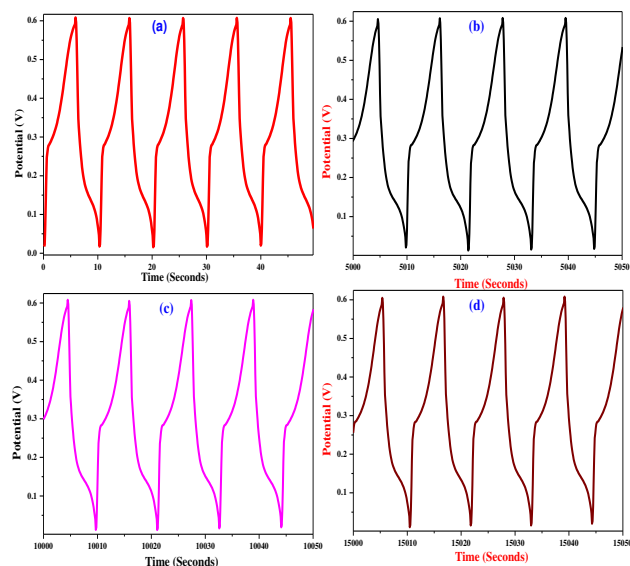 (a)
Potential (V)
0.6
0.5
0.4
0.3
0.2
0.1
0.0
0 10 20 30 40
Time (Seconds)
(b)
Potential (V)
0.6
0.5
0.4
0.3
0.2
0.1
5000 5010 5020 5030 5040 5050
Time (Seconds)
(c)
Potential (V)
0.6
0.5
0.4
0.3
0.2
0.1
10000 10010 10020 10030 10040 10050
Time (Seconds)
(d)
Potential (V)
0.6
0.5
0.4
0.3
0.2
0.1
15000 15010 15020 15030 15040 15050
Time (Seconds)